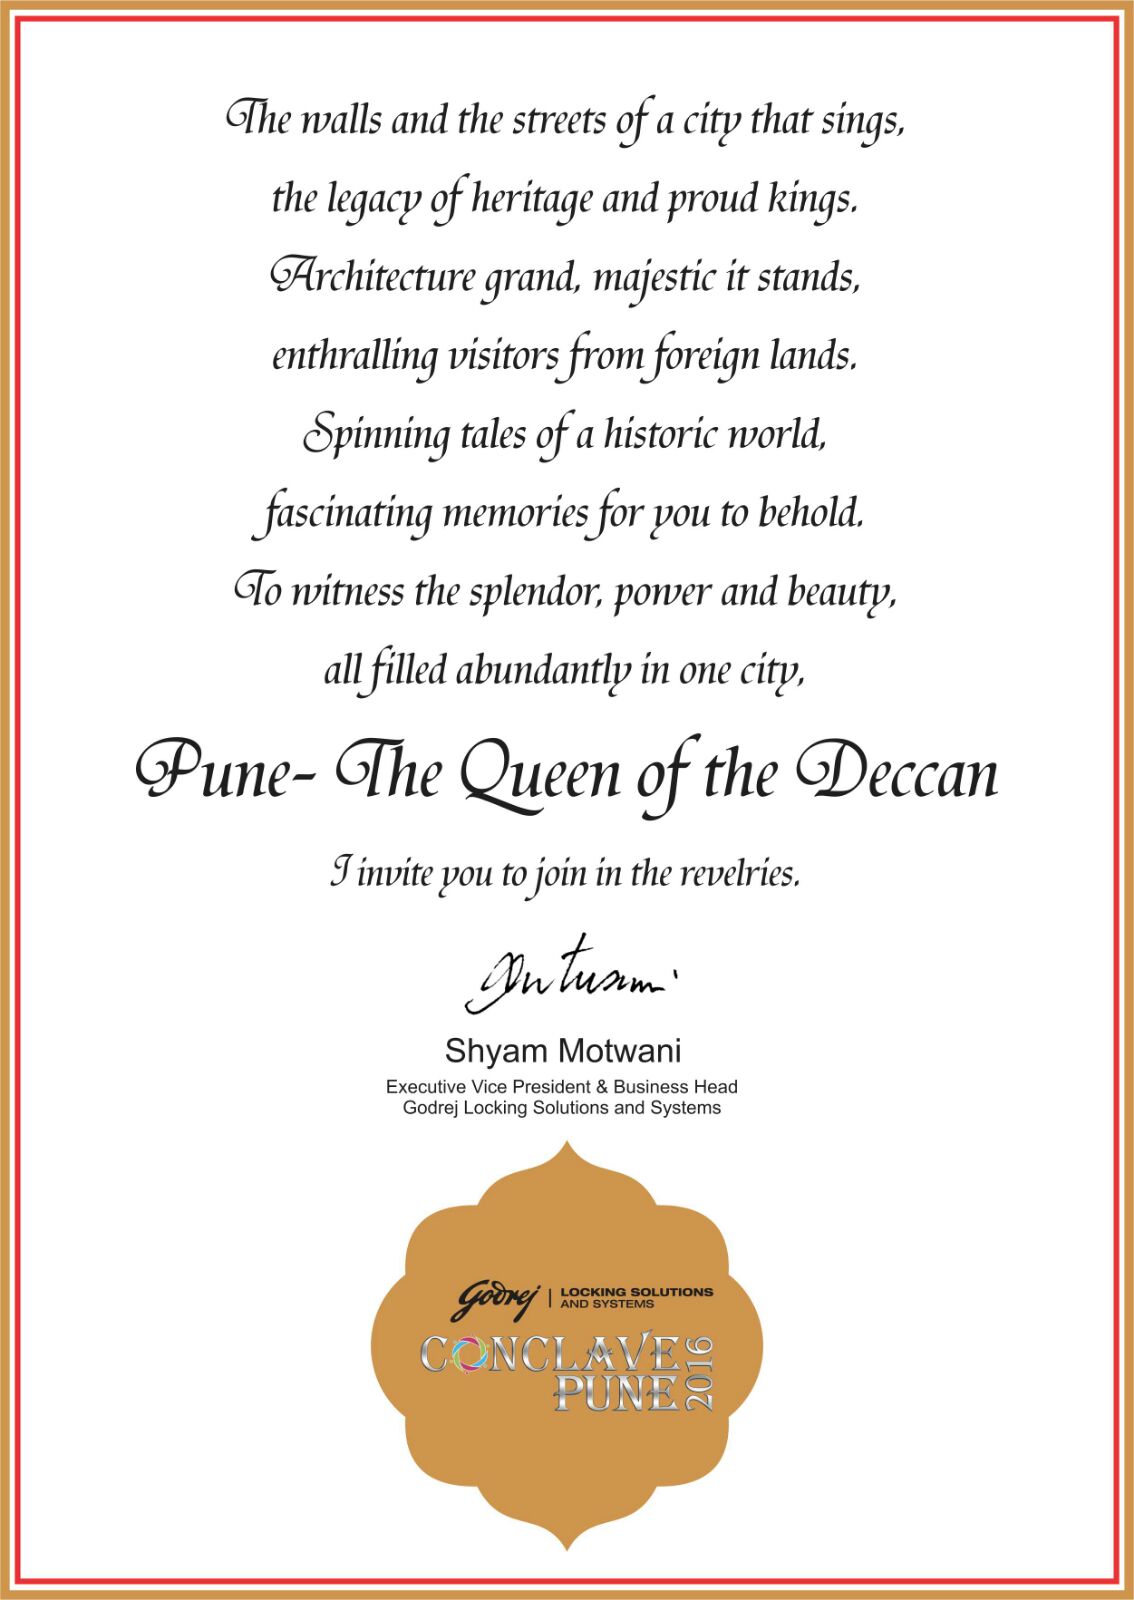 The walls and the streets of a city that sings,
the legacy of heritage and proud kings.
Architecture grand, majestic it stands,
enthralling visitors from foreign lands.
Spinning tales of a historic world,
fascinating memories for you to behold.
To witness the splendor, power and beauty,
all filled abundantly in one city,
Pune- The Queen of the Deccan
I invite you to join in the revelries.
Shyam Motwani
Executive Vice President & Business Head
Godrej Locking Solutions and Systems
Godrej | LOCKING SOLUTIONS
AND SYSTEMS
CONCLAVE
PUNE 2016